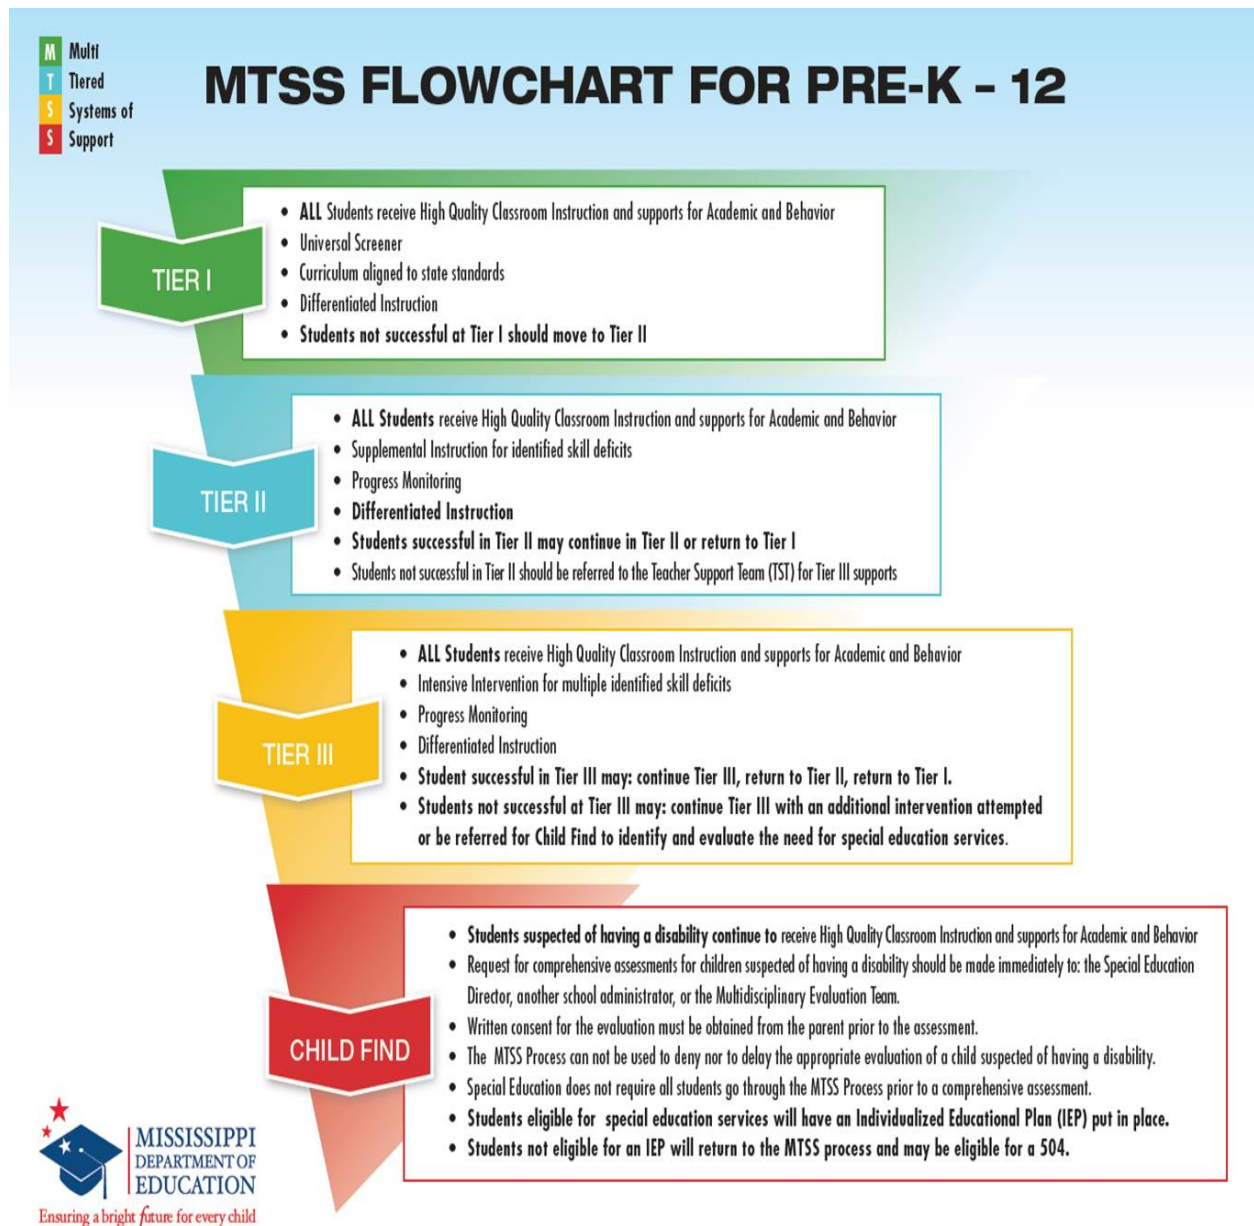 M Multi
T Tiered
S Systems of
S Support
MTSS FLOWCHART FOR PRE-K – 12
TIER I
• ALL Students receive High Quality Classroom Instruction and supports for Academic and Behavior
• Universal Screener
• Curriculum aligned to state standards
• Differentiated Instruction
• Students not successful at Tier I should move to Tier II
TIER II
• ALL Students receive High Quality Classroom Instruction and supports for Academic and Behavior
• Supplemental Instruction for identified skill deficits
• Progress Monitoring
• Differentiated Instruction
• Students successful in Tier II may continue in Tier II or return to Tier I
• Students not successful in Tier II should be referred to the Teacher Support Team (TST) for Tier III supports
TIER III
• ALL Students receive High Quality Classroom Instruction and supports for Academic and Behavior
• Intensive Intervention for multiple identified skill deficits
• Progress Monitoring
• Differentiated Instruction
• Student successful in Tier III may: continue Tier III, return to Tier II, return to Tier I.
• Students not successful at Tier III may: continue Tier III with an additional intervention attempted
or be referred for Child Find to identify and evaluate the need for special education services.
CHILD FIND
• Students suspected of having a disability continue to receive High Quality Classroom Instruction and supports for Academic and Behavior
• Request for comprehensive assessments for children suspected of having a disability should be made immediately to: the Special Education
Director, another school administrator, or the Multidisciplinary Evaluation Team.
• Written consent for the evaluation must be obtained from the parent prior to the assessment.
• The MTSS Process can not be used to deny nor to delay the appropriate evaluation of a child suspected of having a disability.
• Special Education does not require all students go through the MTSS Process prior to a comprehensive assessment.
• Students eligible for special education services will have an Individualized Educational Plan (IEP) put in place.
• Students not eligible for an IEP will return to the MTSS process and may be eligible for a 504.
MISSISSIPPI
DEPARTMENT OF
EDUCATION
Ensuring a bright future for every child